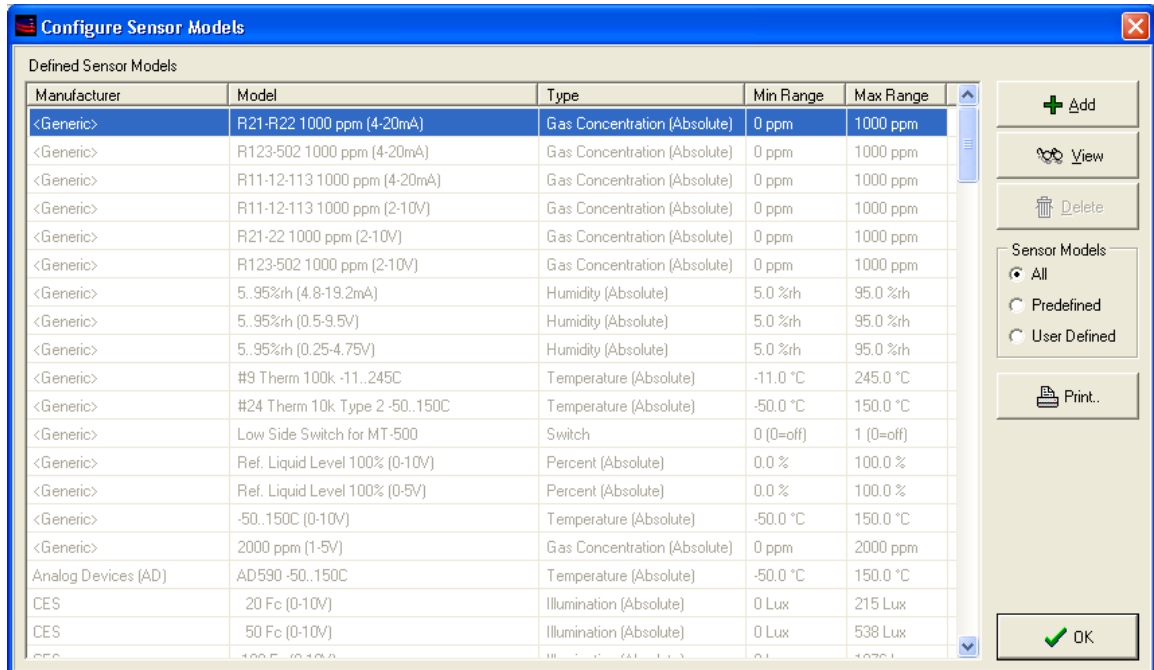 Configure Sensor Models
Defined Sensor Models
Manufacturer Model Type Min Range Max Range
<Generic> R21-R22 1000 ppm (4-20mA) Gas Concentration (Absolute) 0 ppm 1000 ppm
<Generic> R123-502 1000 ppm (4-20mA) Gas Concentration (Absolute) 0 ppm 1000 ppm
<Generic> R11-12-113 1000 ppm (4-20mA) Gas Concentration (Absolute) 0 ppm 1000 ppm
<Generic> R11-12-113 1000 ppm (2-10V) Gas Concentration (Absolute) 0 ppm 1000 ppm
<Generic> R21-22 1000 ppm (2-10V) Gas Concentration (Absolute) 0 ppm 1000 ppm
<Generic> R123-502 1000 ppm (2-10V) Gas Concentration (Absolute) 0 ppm 1000 ppm
<Generic> 5..95%rh (4.8-19.2mA) Humidity (Absolute) 5.0 %rh 95.0 %rh
<Generic> 5..95%rh (0.5-9.5V) Humidity (Absolute) 5.0 %rh 95.0 %rh
<Generic> 5..95%rh (0.25-4.75V) Humidity (Absolute) 5.0 %rh 95.0 %rh
<Generic> #9 Therm 100k -11..245C Temperature (Absolute) -11.0 °C 245.0 °C
<Generic> #24 Therm 10k Type 2 -50..150C Temperature (Absolute) -50.0 °C 150.0 °C
<Generic> Low Side Switch for MT-500 Switch 0 (0=off) 1 (0=off)
<Generic> Ref. Liquid Level 100% (0-10V) Percent (Absolute) 0.0 % 100.0 %
<Generic> Ref. Liquid Level 100% (0-5V) Percent (Absolute) 0.0 % 100.0 %
<Generic> -50..150C (0-10V) Temperature (Absolute) -50.0 °C 150.0 °C
<Generic> 2000 ppm (1-5V) Gas Concentration (Absolute) 0 ppm 2000 ppm
Analog Devices (AD) AD590 -50..150C Temperature (Absolute) -50.0 °C 150.0 °C
CES 20 Fc (0-10V) Illumination (Absolute) 0 Lux 215 Lux
CES 50 Fc (0-10V) Illumination (Absolute) 0 Lux 538 Lux
Add
View
Delete
Sensor Models
All
Predefined
User Defined
Print..
OK